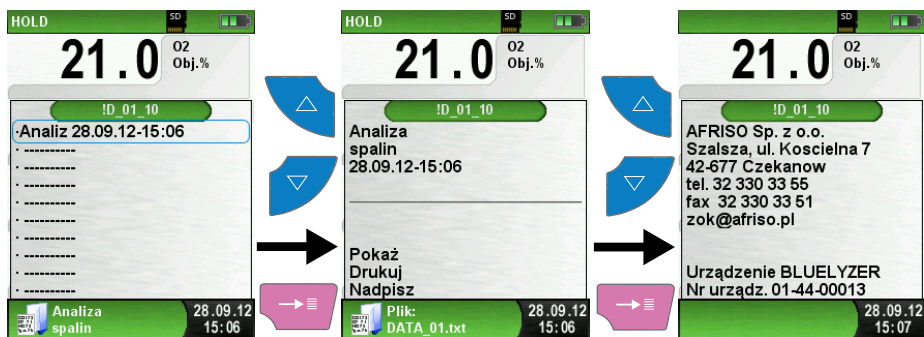 HOLD
SD
21.0
O2
Obj.%
!D_01_10
·Analiz 28.09.12-15:06
· ----------
· ----------
· ----------
· ----------
· ----------
· ----------
· ----------
· ----------
· ----------
Analiza
spalin
28.09.12
15:06
HOLD
SD
21.0
O2
Obj.%
!D_01_10
Analiza
spalin
28.09.12-15:06
Pokaż
Drukuj
Nadpisz
Plik:
DATA_01.txt
28.09.12
15:06
HOLD
SD
21.0
O2
Obj.%
!D_01_10
AFRISO Sp. z o.o.
Szalsza, ul. Koscielna 7
42-677 Czekanow
tel. 32 330 33 55
fax 32 330 33 51
zok@afriso.pl
Urządzenie BLUELYZER
Nr urządz. 01-44-00013
28.09.12
15:07